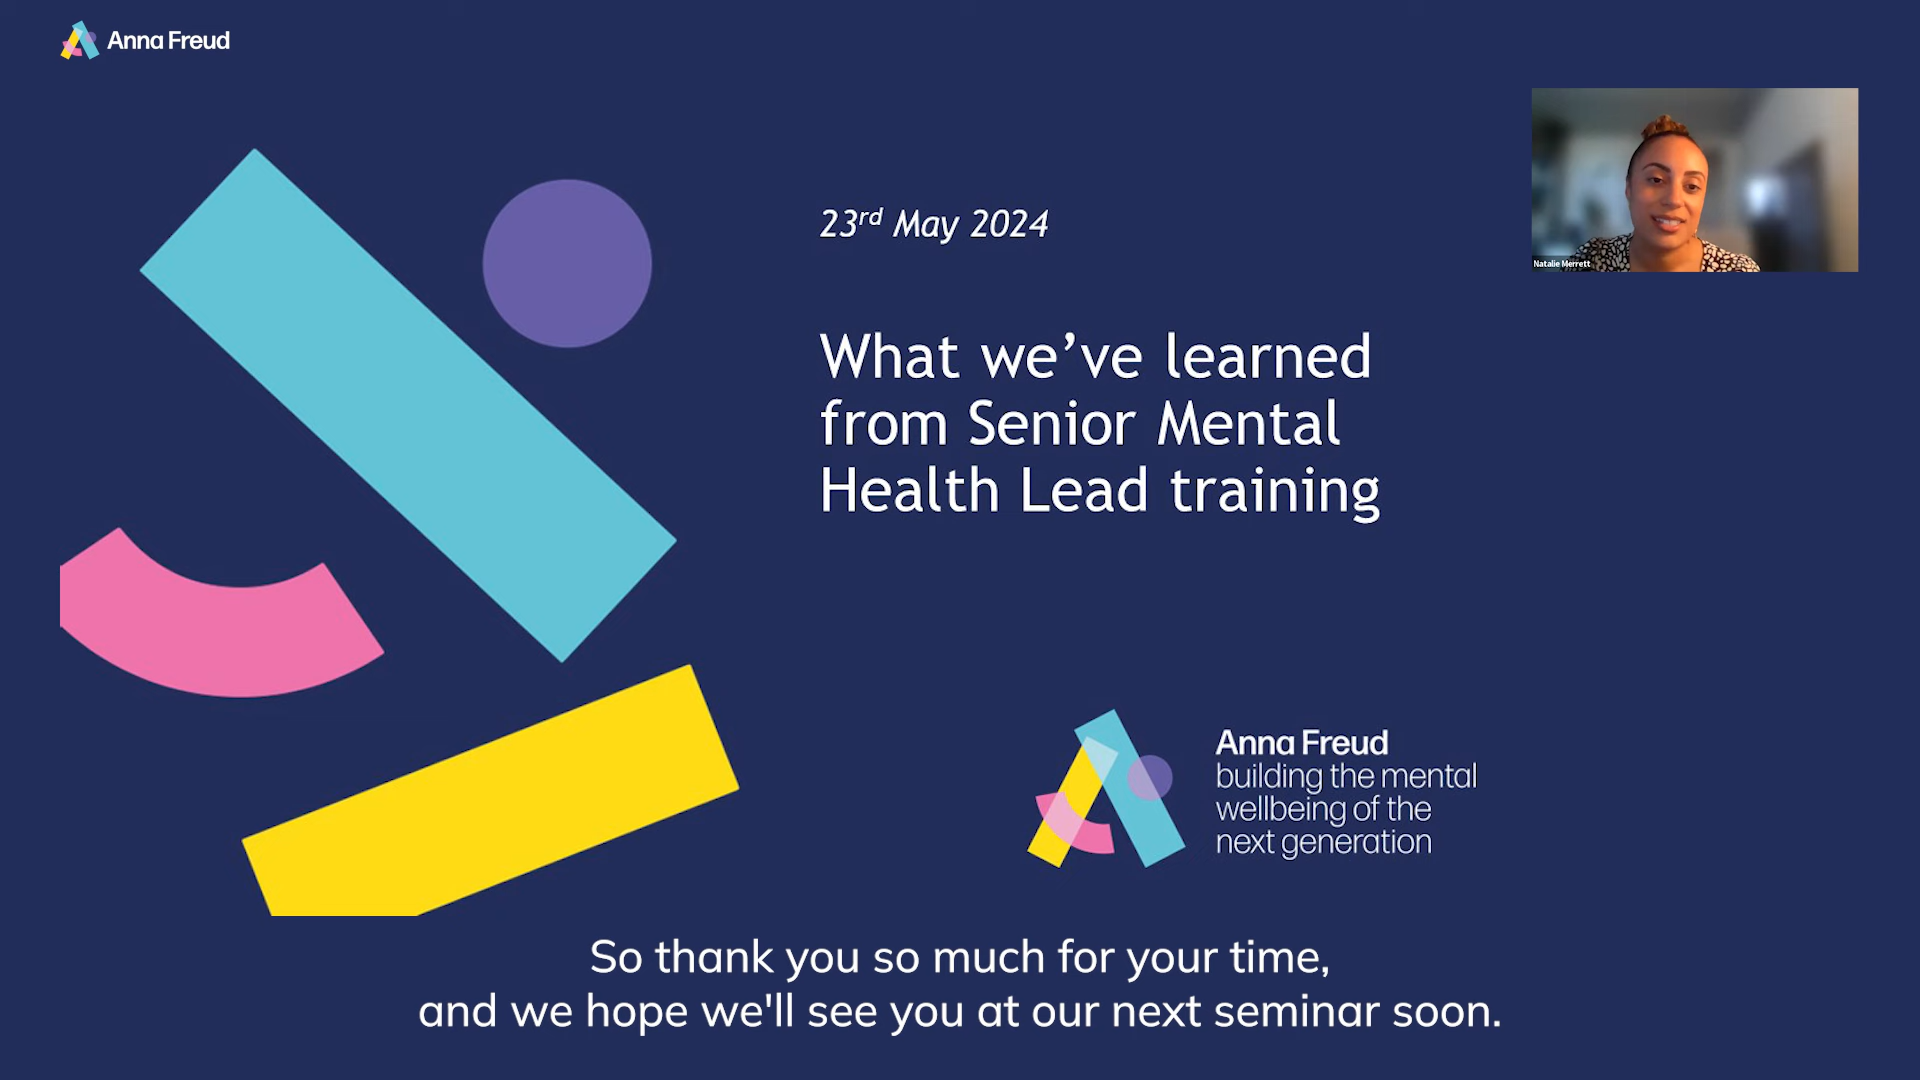 Anna Freud
Natalie Merrett
23rd May 2024
What we’ve learned
from Senior Mental
Health Lead training
Anna Freud
building the mental
wellbeing of the
next generation
So thank you so much for your time,
and we hope we'll see you at our next seminar soon.